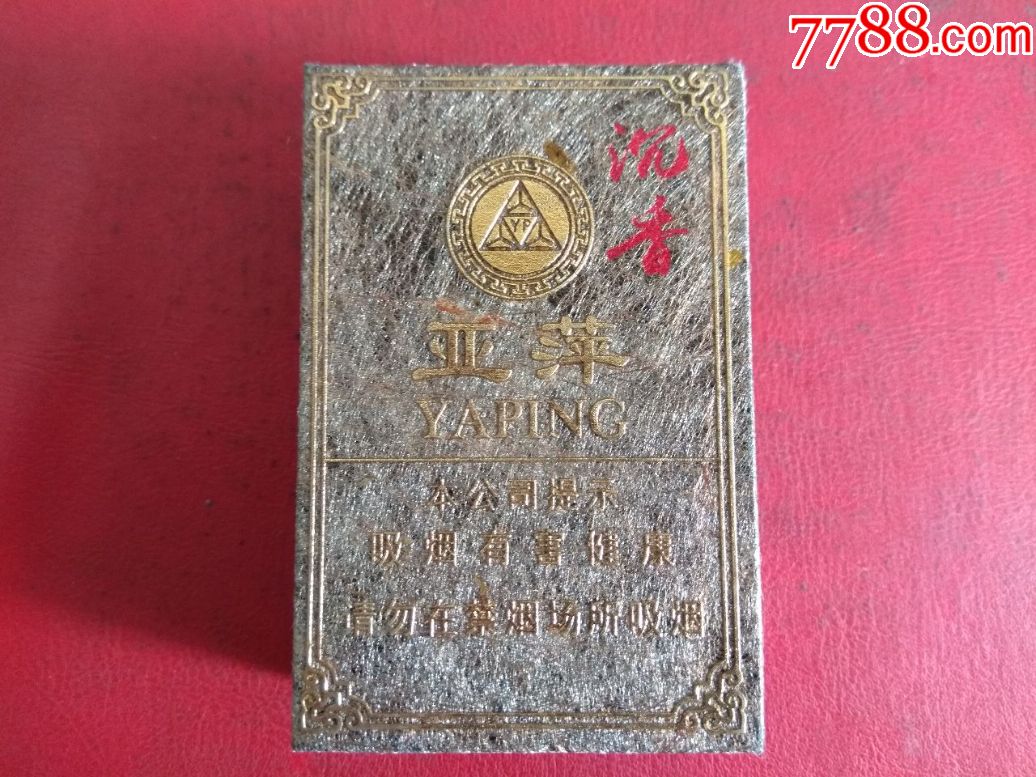 7788.com
沉香
YP
亚萍
YAPING
本公司提示
吸烟有害健康
请勿在禁烟场所吸烟